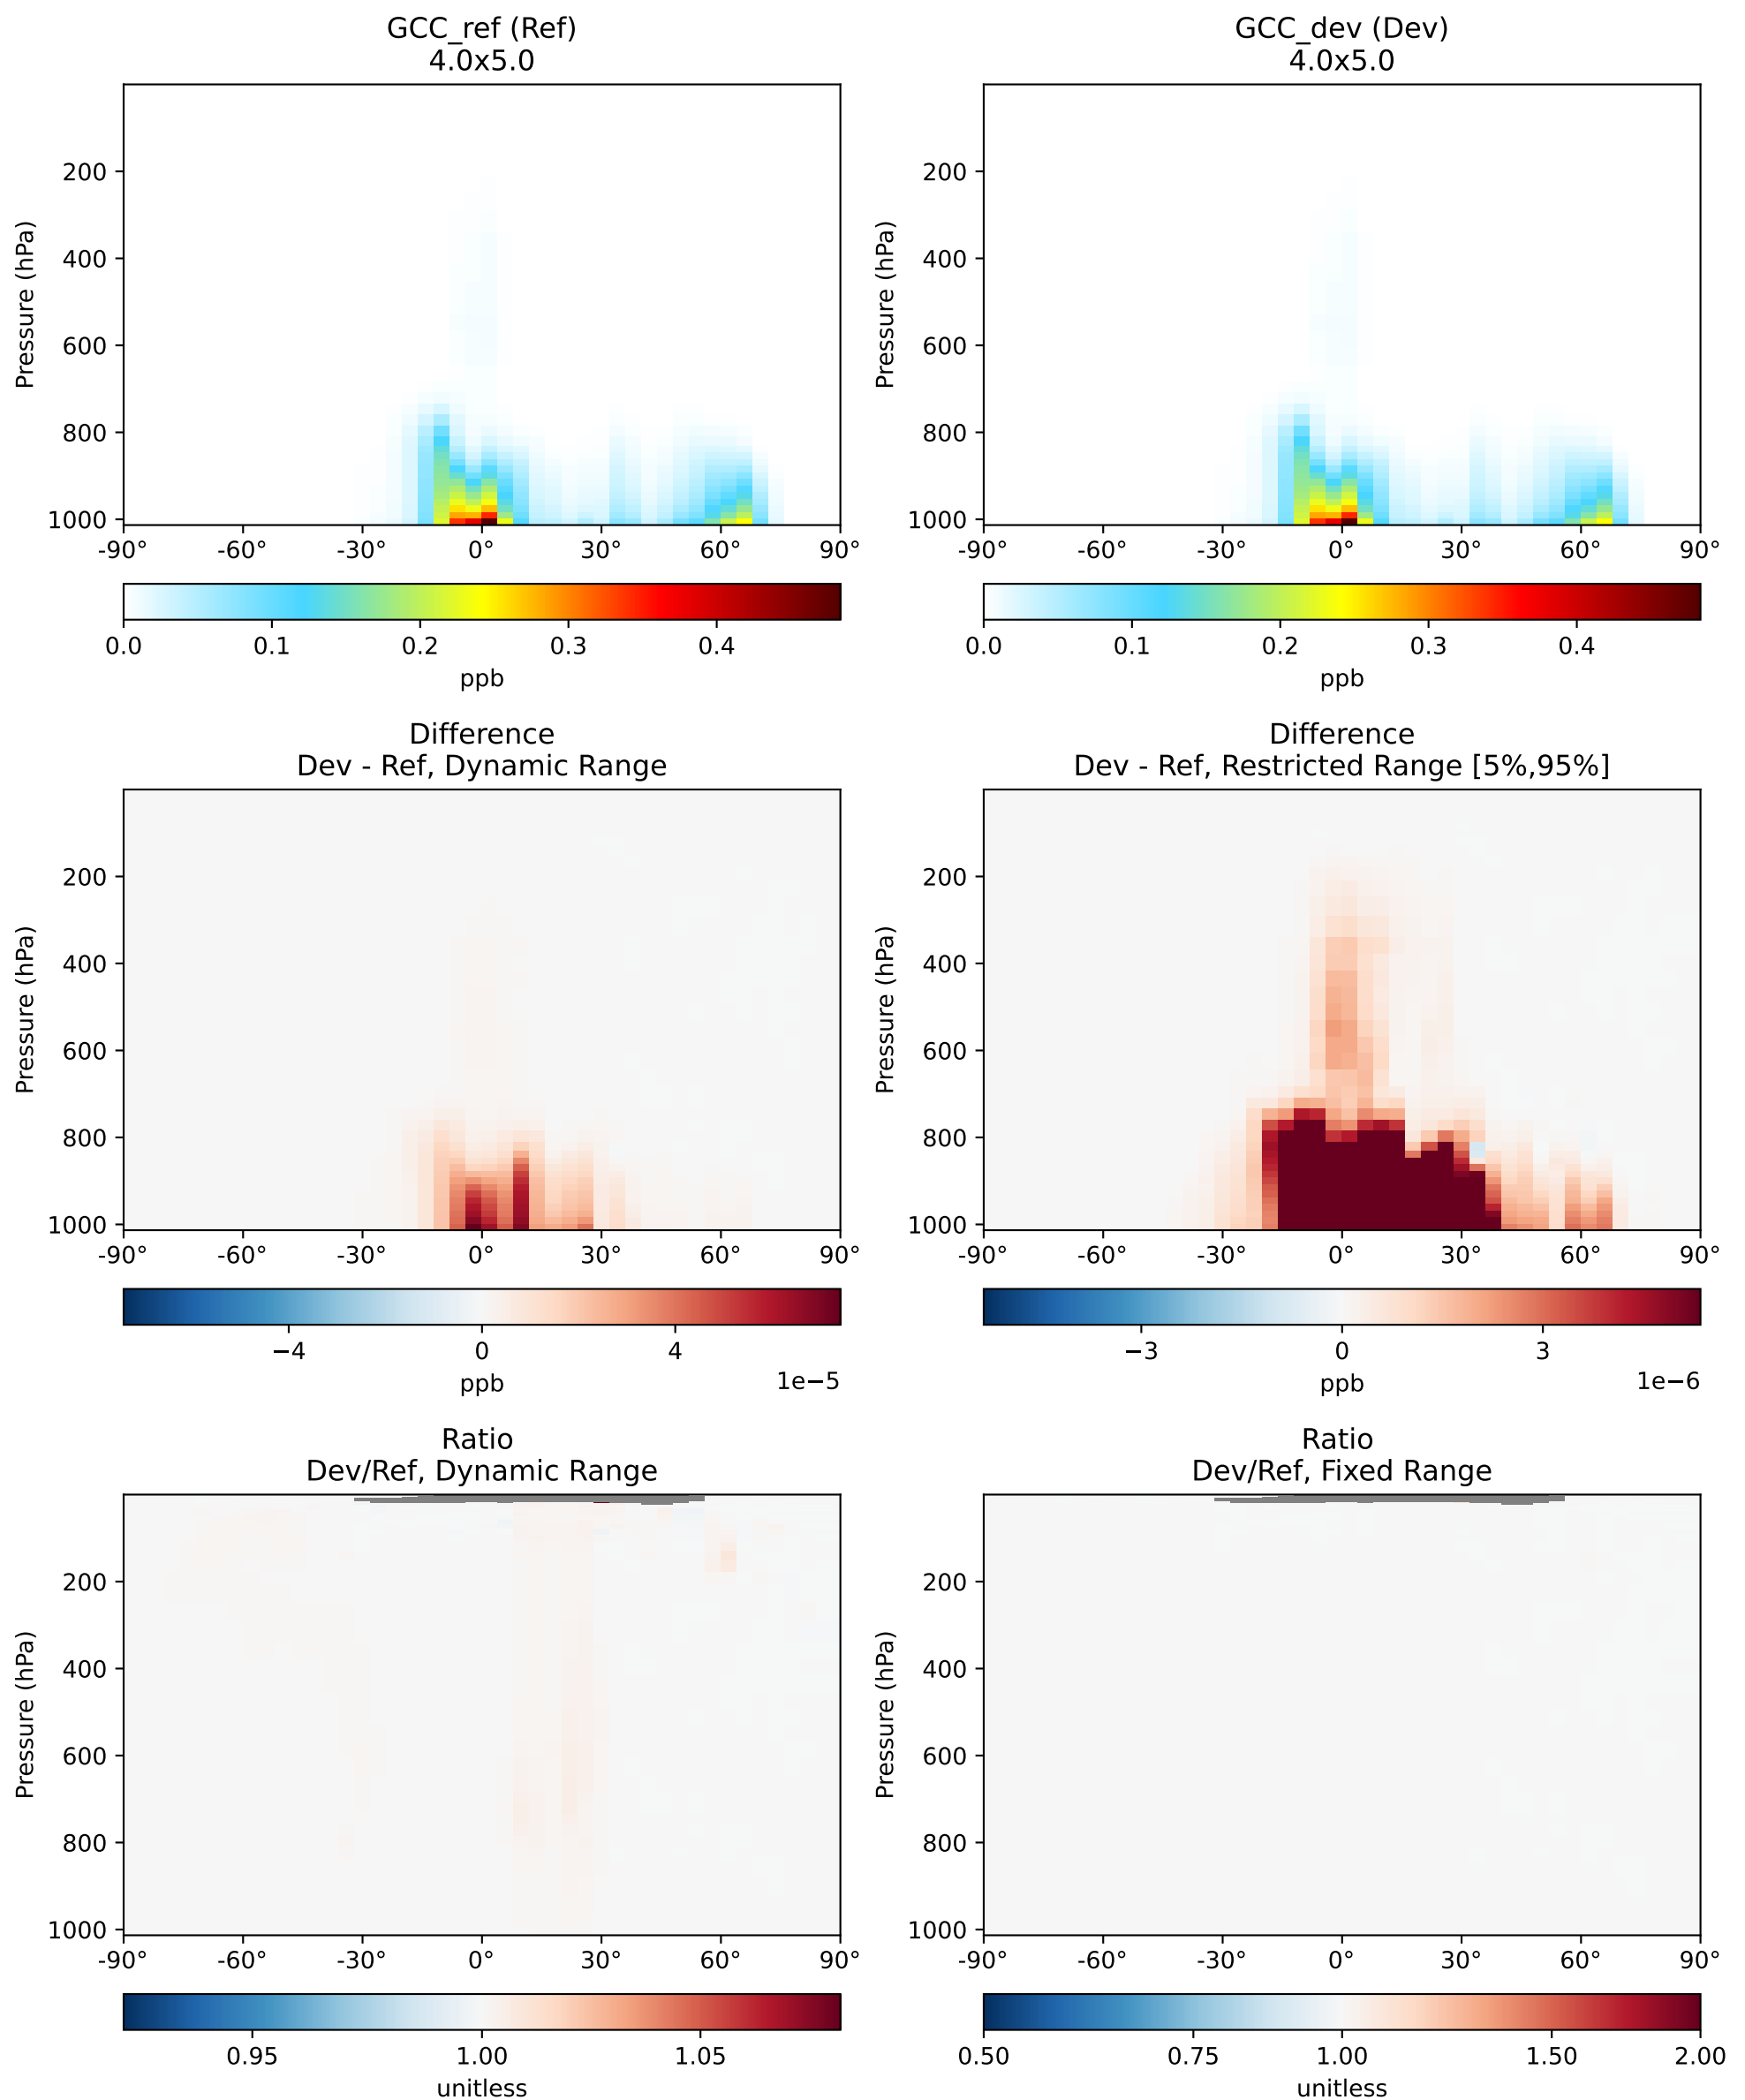 GCC_ref (Ref)
4.0x5.0
Pressure (hPa)
200
400
600
800
1000
-90° -60° -30° 0° 30° 60° 90°
0.0 0.1 0.2 0.3 0.4
ppb
GCC_dev (Dev)
4.0x5.0
Pressure (hPa)
200
400
600
800
1000
-90° -60° -30° 0° 30° 60° 90°
0.0 0.1 0.2 0.3 0.4
ppb
Difference
Dev - Ref, Dynamic Range
Pressure (hPa)
200
400
600
800
1000
-90° -60° -30° 0° 30° 60° 90°
−4 0 4
ppb 1e−5
Difference
Dev - Ref, Restricted Range [5%,95%]
Pressure (hPa)
200
400
600
800
1000
-90° -60° -30° 0° 30° 60° 90°
−3 0 3
ppb 1e−6
Ratio
Dev/Ref, Dynamic Range
Pressure (hPa)
200
400
600
800
1000
-90° -60° -30° 0° 30° 60° 90°
0.95 1.00 1.05
unitless
Ratio
Dev/Ref, Fixed Range
Pressure (hPa)
200
400
600
800
1000
-90° -60° -30° 0° 30° 60° 90°
0.50 0.75 1.00 1.50 2.00
unitless